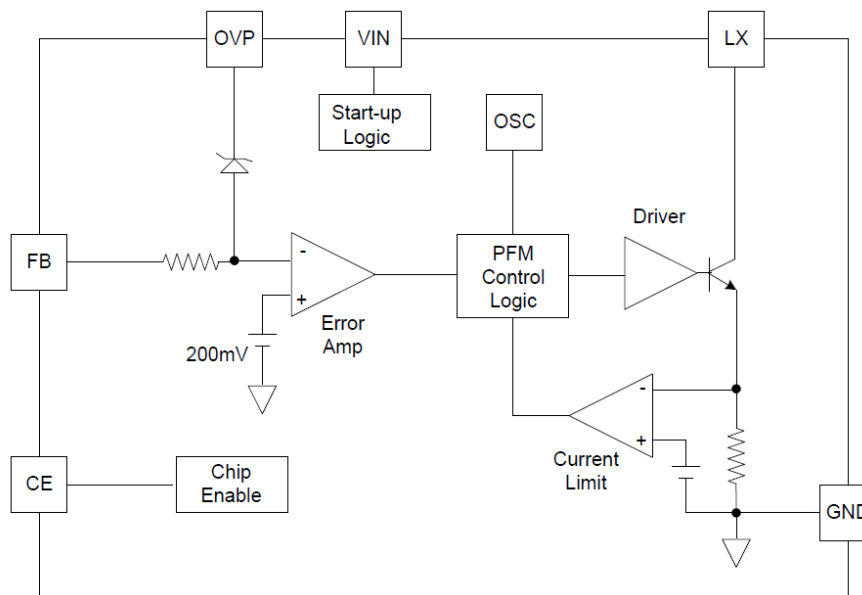 OVP
VIN
LX
Start-up
Logic
OSC
Driver
FB
-
+
Error
Amp
200mV
PFM
Control
Logic
-
+
Current
Limit
CE
Chip
Enable
GND